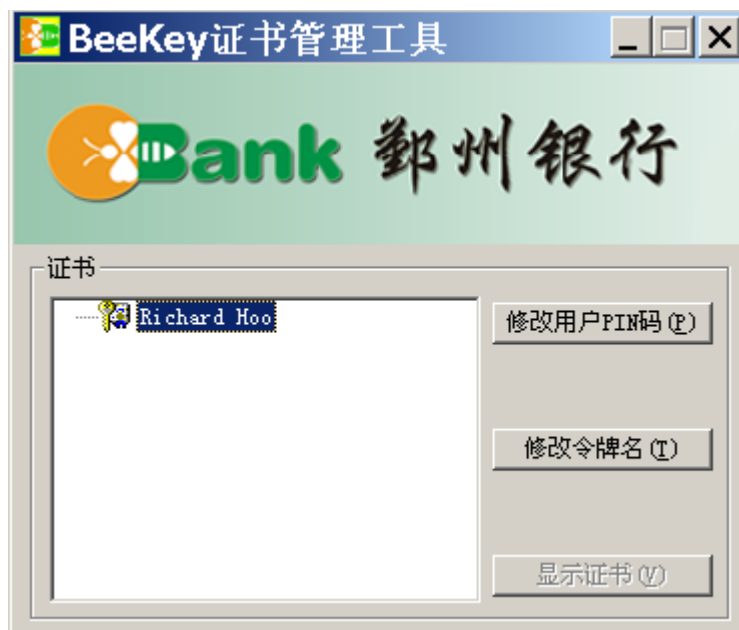 BeeKey证书管理工具
Bank 鄞州银行
证书
Richard Hoo
修改用户PIN码(P)
修改令牌名(T)
显示证书(V)